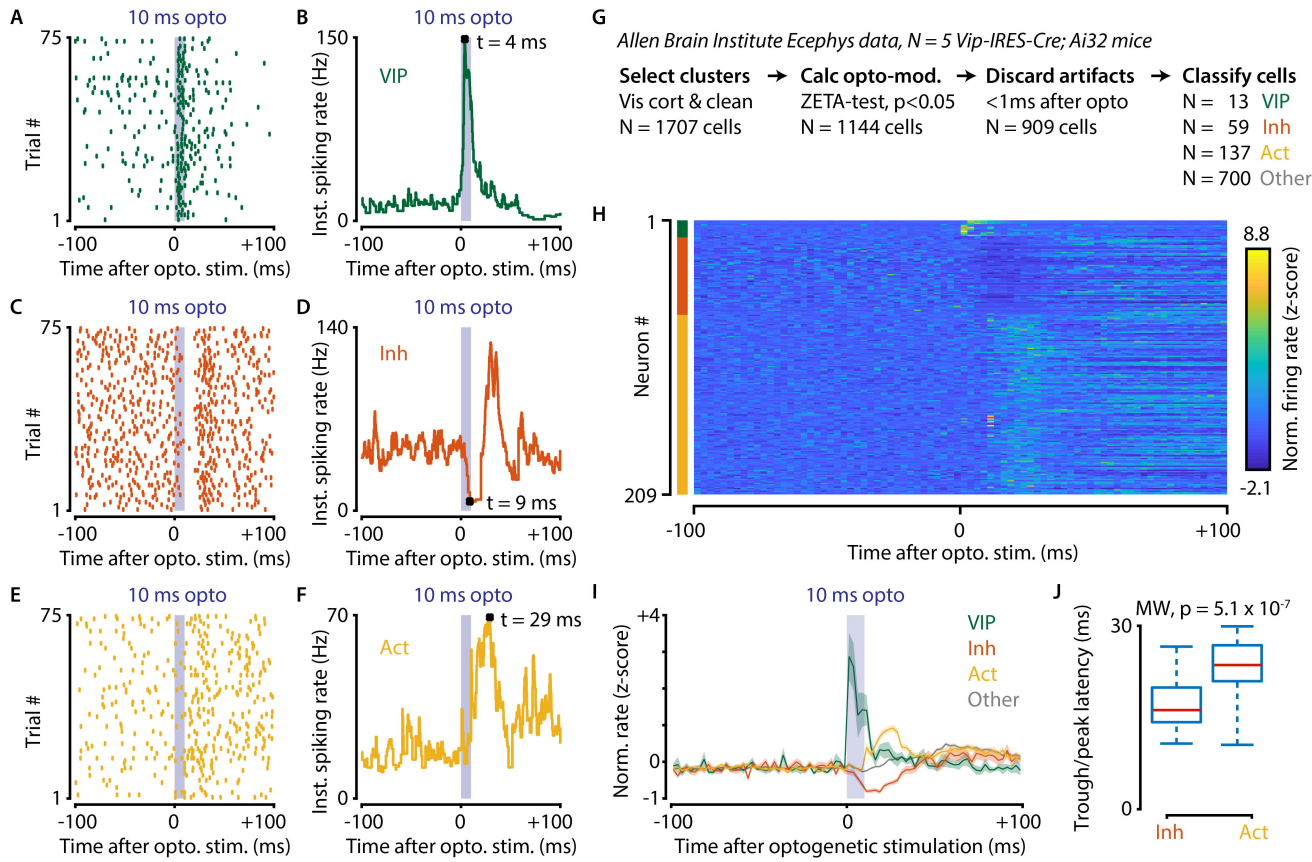 A
10 ms opto
75
Trial #
1
-100
0
+100
Time after opto. stim. (ms)
B
10 ms opto
150
t = 4 ms
VIP
Inst. spiking rate (Hz)
0
-100
0
+100
Time after opto. stim. (ms)
C
10 ms opto
75
Trial #
1
-100
0
+100
Time after opto. stim. (ms)
D
10 ms opto
140
Inh
Inst. spiking rate (Hz)
t = 9 ms
0
-100
0
+100
Time after opto. stim. (ms)
E
10 ms opto
75
Trial #
1
-100
0
+100
Time after opto. stim. (ms)
F
10 ms opto
70
t = 29 ms
Act
Inst. spiking rate (Hz)
0
-100
0
+100
Time after opto. stim. (ms)
G
Allen Brain Institute Ecephys data, N = 5 Vip-IRES-Cre; Ai32 mice
Select clusters → Calc opto-mod. → Discard artifacts → Classify cells
Vis cort & clean
N = 1707 cells
ZETA-test, p<0.05
N = 1144 cells
<1ms after opto
N = 909 cells
N = 13 VIP
N = 59 Inh
N = 137 Act
N = 700 Other
H
1
Neuron #
209
-100
0
+100
Time after opto. stim. (ms)
8.8
Norm. firing rate (z-score)
-2.1
I
10 ms opto
+4
VIP
Inh
Act
Other
Norm. rate (z-score)
0
-1
-100
0
+100
Time after optogenetic stimulation (ms)
J
MW, p = 5.1 x 10⁻⁷
30
Trough/peak latency (ms)
0
Inh
Act